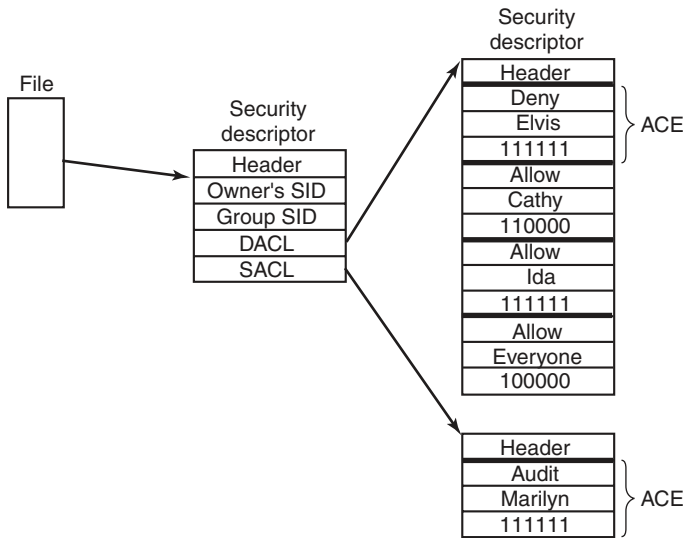 File
Security
descriptor
Header
Owner's SID
Group SID
DACL
SACL
Security
descriptor
Header
Deny
Elvis
111111
ACE
Allow
Cathy
110000
Allow
Ida
111111
Allow
Everyone
100000
Header
Audit
Marilyn
111111
ACE